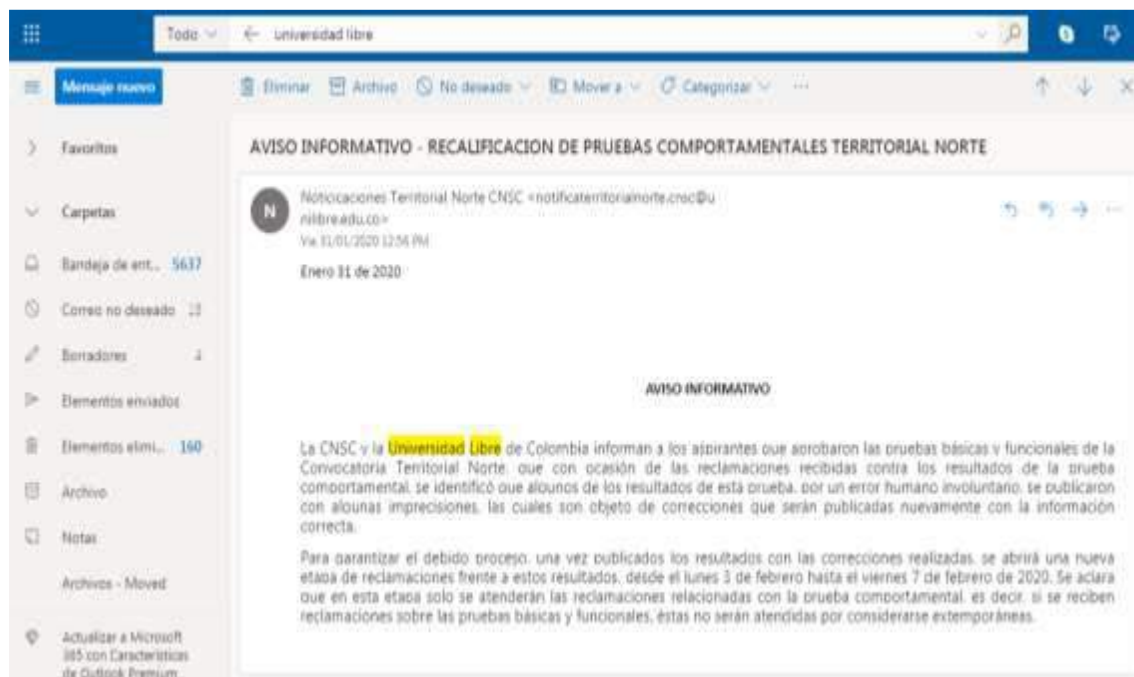 Todo
universidad libre
Mensaje nuevo
Eliminar
Archivo
No deseado
Mover a
Categorizar
Favoritos
Carpetas
Bandeja de ent... 5637
Correo no deseado
Borradores
Elementos enviados
Elementos elimi... 160
Archivo
Notas
Archivos - Moved
Actualizar a Microsoft
365 con Características
de Outlook Premium
AVISO INFORMATIVO - RECALIFICACION DE PRUEBAS COMPORTAMENTALES TERRITORIAL NORTE
N
Noticicaciones Territorial Norte CNSC <notificaterritorialnorte.cnsc@u
nilibre.edu.co>
Vie 31/01/2020 12:56 PM
Enero 31 de 2020
AVISO INFORMATIVO
La CNSC y la Universidad Libre de Colombia informan a los aspirantes que aprobaron las pruebas básicas y funcionales de la
Convocatoria Territorial Norte, que con ocasión de las reclamaciones recibidas contra los resultados de la prueba
comportamental, se identificó que algunos de los resultados de esta prueba, por un error humano involuntario, se publicaron
con algunas imprecisiones, las cuales son objeto de correcciones que serán publicadas nuevamente con la información
correcta.
Para garantizar el debido proceso, una vez publicados los resultados con las correcciones realizadas, se abrirá una nueva
etapa de reclamaciones frente a estos resultados, desde el lunes 3 de febrero hasta el viernes 7 de febrero de 2020. Se aclara
que en esta etapa solo se atenderán las reclamaciones relacionadas con la prueba comportamental, es decir, si se reciben
reclamaciones sobre las pruebas básicas y funcionales, éstas no serán atendidas por considerarse extemporáneas.